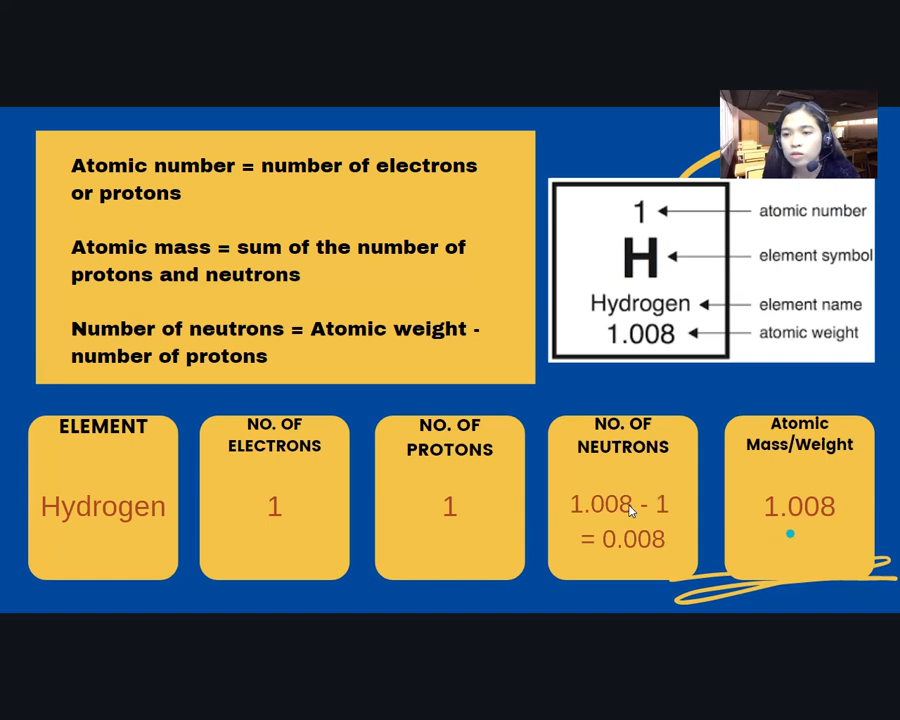 Atomic number = number of electrons
or protons
Atomic mass = sum of the number of
protons and neutrons
Number of neutrons = Atomic weight -
number of protons
1
atomic number
H
element symbol
Hydrogen
element name
1.008
atomic weight
ELEMENT
Hydrogen
NO. OF
ELECTRONS
1
NO. OF
PROTONS
1
NO. OF
NEUTRONS
1.008 - 1
= 0.008
Atomic
Mass/Weight
1.008